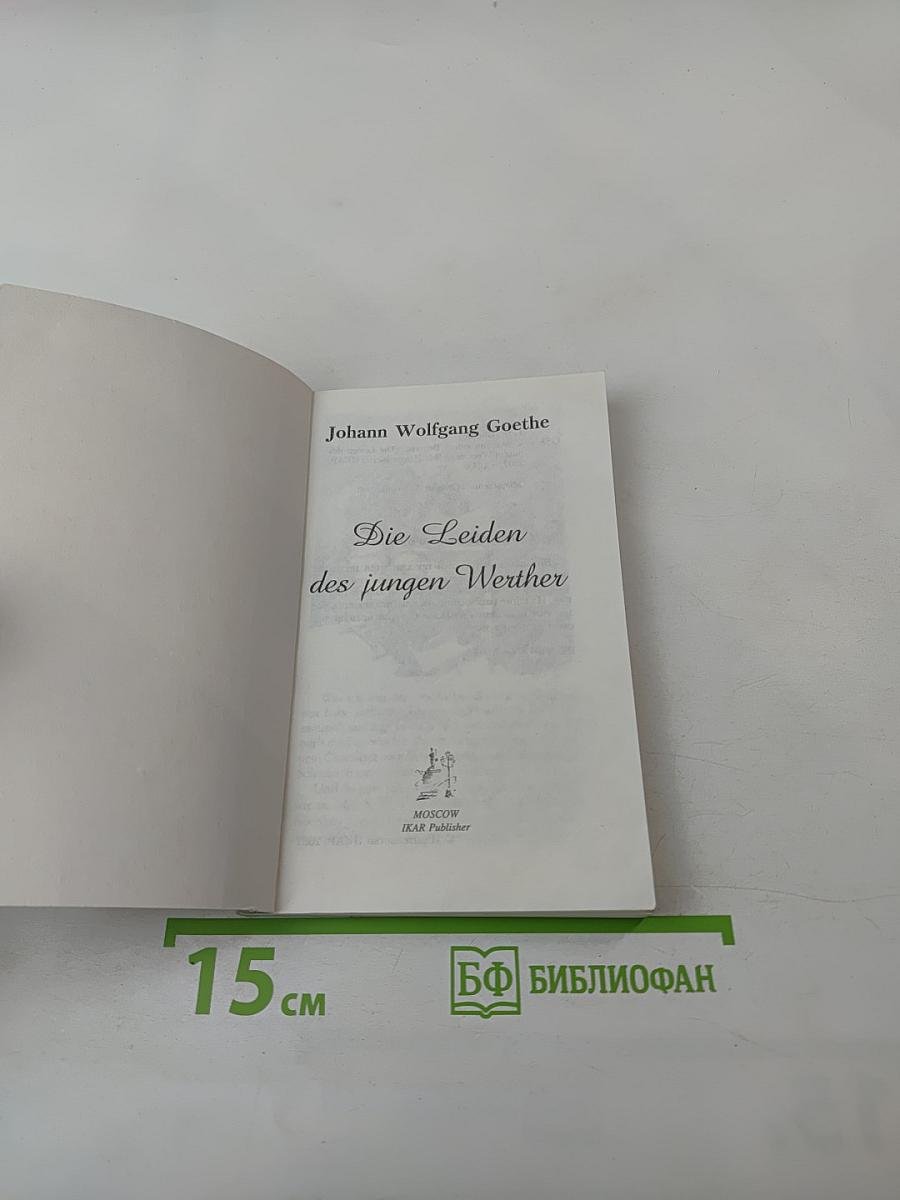 Johann Wolfgang Goethe
Die Leiden
des jungen Werther
MOSCOW
IKAR Publisher
15 см
БФ БИБЛИОФАН